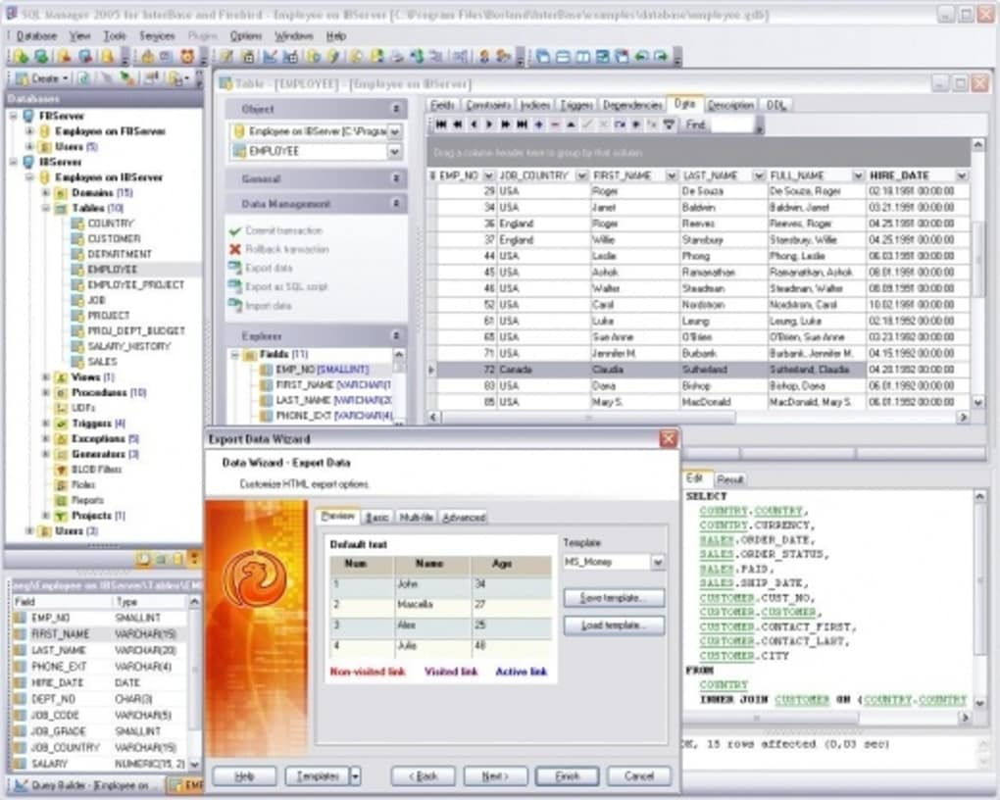 SQL Manager 2005 for InterBase and Firebird - Employee on IBServer [C:\Program Files\Borland\InterBase\examples\database\employee.gdb]
Database View Tools Services Plugins Options Windows Help
Create
Databases
FBServer
Employee on FBServer
Users (5)
IBServer
Employee on IBServer
Domains (15)
Tables (10)
COUNTRY
CUSTOMER
DEPARTMENT
EMPLOYEE
EMPLOYEE_PROJECT
JOB
PROJECT
PROJ_DEPT_BUDGET
SALARY_HISTORY
SALES
Views (1)
Procedures (10)
UDFs
Triggers (4)
Exceptions (5)
Generators (3)
BLOB Filters
Roles
Reports
Projects (1)
Users (3)
Employee on IBServer\Tables\EM
Field Type
EMP_NO SMALLINT
FIRST_NAME VARCHAR(15)
LAST_NAME VARCHAR(20)
PHONE_EXT VARCHAR(4)
HIRE_DATE DATE
DEPT_NO CHAR(3)
JOB_CODE VARCHAR(5)
JOB_GRADE SMALLINT
JOB_COUNTRY VARCHAR(15)
SALARY NUMERIC(15, 2)
Query Builder - [Employee on ... EMP
Table - [EMPLOYEE] - [Employee on IBServer]
Object
Employee on IBServer [C:\Progra
EMPLOYEE
General
Data Management
Commit transaction
Rollback transaction
Export data
Export as SQL script
Import data
Explorer
Fields (11)
EMP_NO [SMALLINT]
FIRST_NAME [VARCHAR(1
LAST_NAME [VARCHAR(20
PHONE_EXT [VARCHAR(4)
Fields Constraints Indices Triggers Dependencies Data Description DDL
Find
Drag a column header here to group by that column
EMP_NO JOB_COUNTRY FIRST_NAME LAST_NAME FULL_NAME HIRE_DATE
29 USA Roger De Souza De Souza, Roger 02.18.1991 00:00:00
34 USA Janet Baldwin Baldwin, Janet 03.21.1991 00:00:00
36 England Roger Reeves Reeves, Roger 04.25.1991 00:00:00
37 England Willie Stansbury Stansbury, Willie 04.25.1991 00:00:00
44 USA Leslie Phong Phong, Leslie 06.03.1991 00:00:00
45 USA Ashok Ramanathan Ramanathan, Ashok 08.01.1991 00:00:00
46 USA Walter Steadman Steadman, Walter 08.09.1991 00:00:00
52 USA Carol Nordstrom Nordstrom, Carol 10.02.1991 00:00:00
61 USA Luke Leung Leung, Luke 02.18.1992 00:00:00
65 USA Sue Anne O'Brien O'Brien, Sue Anne 03.23.1992 00:00:00
71 USA Jennifer M. Burbank Burbank, Jennifer M. 04.15.1992 00:00:00
72 Canada Claudia Sutherland Sutherland, Claudia 04.20.1992 00:00:00
83 USA Dana Bishop Bishop, Dana 06.01.1992 00:00:00
85 USA Mary S. MacDonald MacDonald, Mary S. 06.01.1992 00:00:00
Export Data Wizard
Data Wizard - Export Data
Customize HTML export options.
Preview Basic Multi-file Advanced
Default text
Num Name Age
1 John 34
2 Marcella 27
3 Alex 25
4 Julia 48
Non-visited link Visited link Active link
Template
MS_Money
Save template...
Load template...
Help Templates < Back Next > Finish Cancel
Edit Result
SELECT
COUNTRY.COUNTRY,
COUNTRY.CURRENCY,
SALES.ORDER_DATE,
SALES.ORDER_STATUS,
SALES.PAID,
SALES.SHIP_DATE,
CUSTOMER.CUST_NO,
CUSTOMER.CUSTOMER,
CUSTOMER.CONTACT_FIRST,
CUSTOMER.CONTACT_LAST,
CUSTOMER.CITY
FROM
COUNTRY
INNER JOIN CUSTOMER ON (COUNTRY.COUNTRY
OK, 15 rows affected (0,03 sec)